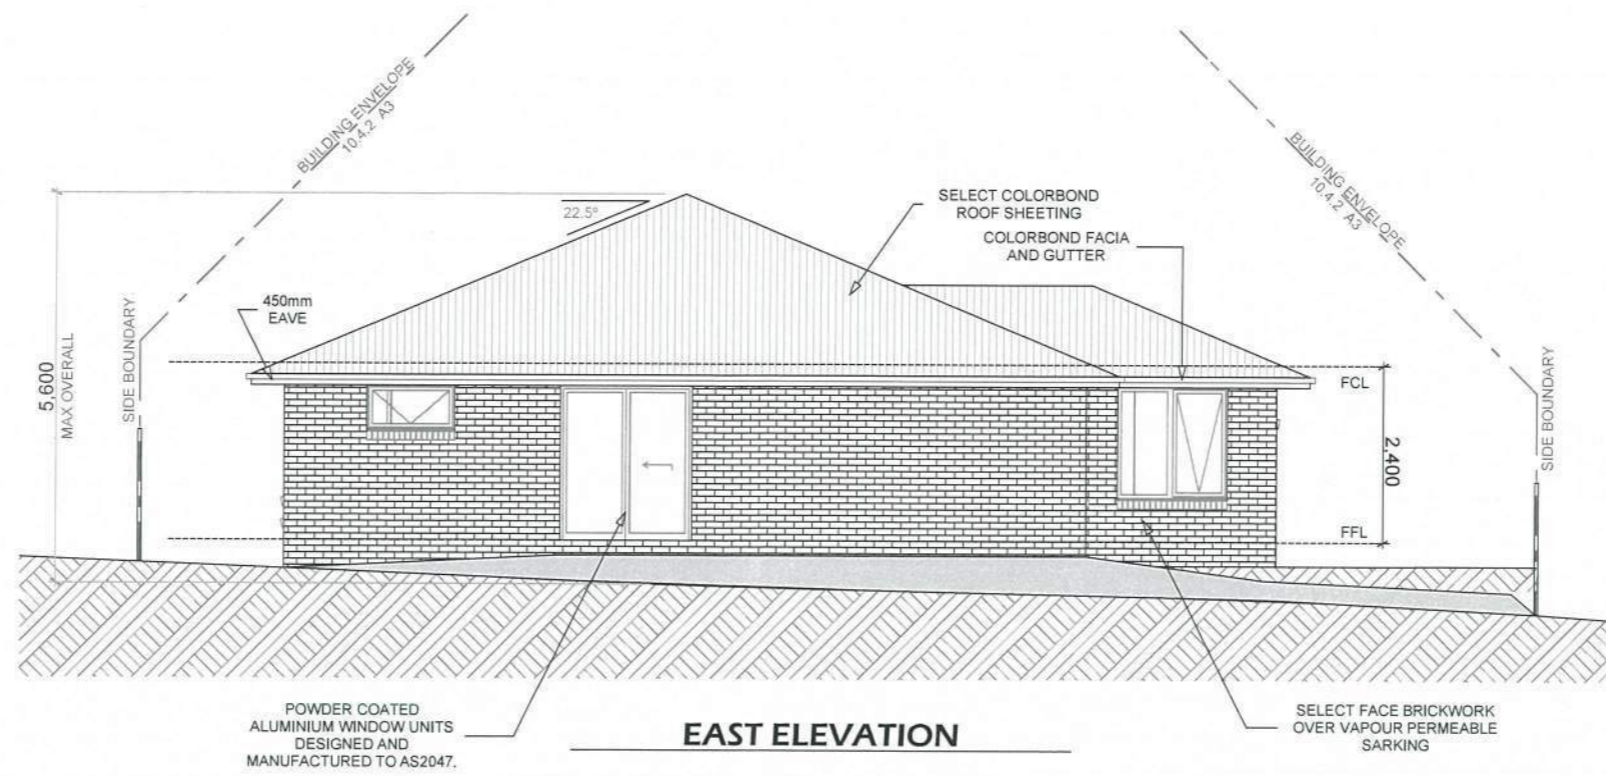 BUILDING ENVELOPE
10.4.2 A3
BUILDING ENVELOPE
10.4.2 A3
22.5°
SELECT COLORBOND
ROOF SHEETING
COLORBOND FACIA
AND GUTTER
450mm
EAVE
5,600
MAX OVERALL
SIDE BOUNDARY
FCL
2,400
FFL
SIDE BOUNDARY
POWDER COATED
ALUMINIUM WINDOW UNITS
DESIGNED AND
MANUFACTURED TO AS2047.
EAST ELEVATION
SELECT FACE BRICKWORK
OVER VAPOUR PERMEABLE
SARKING